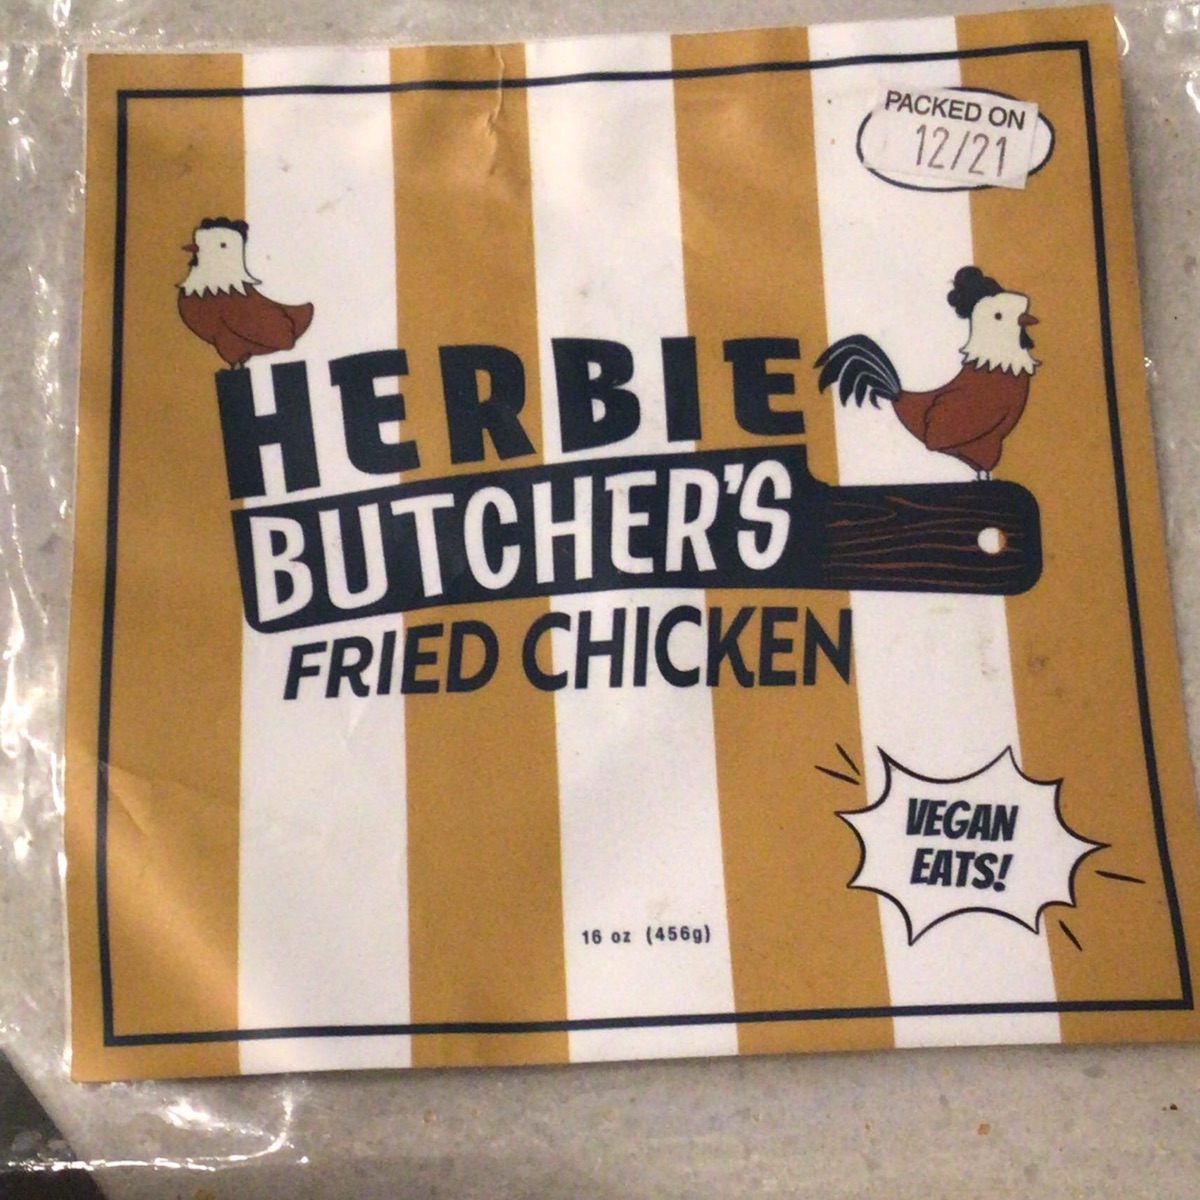 PACKED ON
12/21
HERBIE
BUTCHER'S
FRIED CHICKEN
VEGAN
EATS!
16 oz (456g)